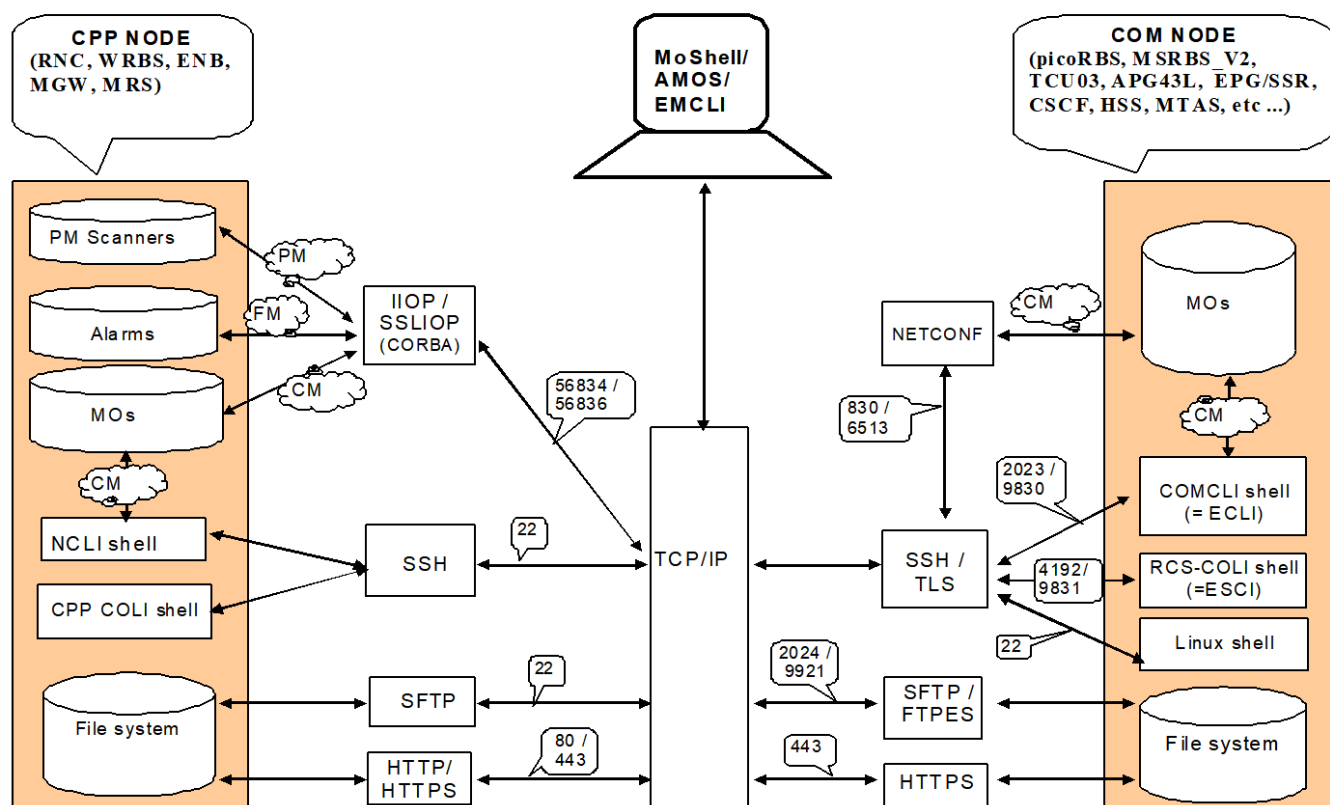 CPP NODE
(RNC, WRBS, ENB,
MGW, MRS)
MoShell/
AMOS/
EMCLI
COM NODE
(picoRBS, MSRBS_V2,
TCU03, APG43L, EPG/SSR,
CSCF, HSS, MTAS, etc ...)
PM Scanners
PM
Alarms
FM
IIOP /
SSLIOP
(CORBA)
MOs
CM
CM
NCLI shell
CPP COLI shell
SSH
22
56834 /
56836
TCP/IP
File system
SFTP
22
HTTP/
HTTPS
80 /
443
NETCONF
CM
MOs
830 /
6513
CM
2023 /
9830
COMCLI shell
(= ECLI)
SSH /
TLS
4192/
9831
RCS-COLI shell
(=ESCI)
22
Linux shell
2024 /
9921
SFTP /
FTPES
File system
443
HTTPS